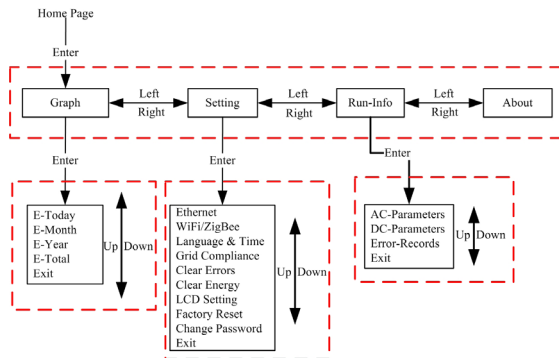 Home Page
Enter
Graph
Left
Right
Setting
Left
Right
Run-Info
Left
Right
About
Enter
Enter
Enter
E-Today
E-Month
E-Year
E-Total
Exit
Up
Down
Ethernet
WiFi/ZigBee
Language & Time
Grid Compliance
Clear Errors
Clear Energy
LCD Setting
Factory Reset
Change Password
Exit
Up
Down
AC-Parameters
DC-Parameters
Error-Records
Exit
Up
Down